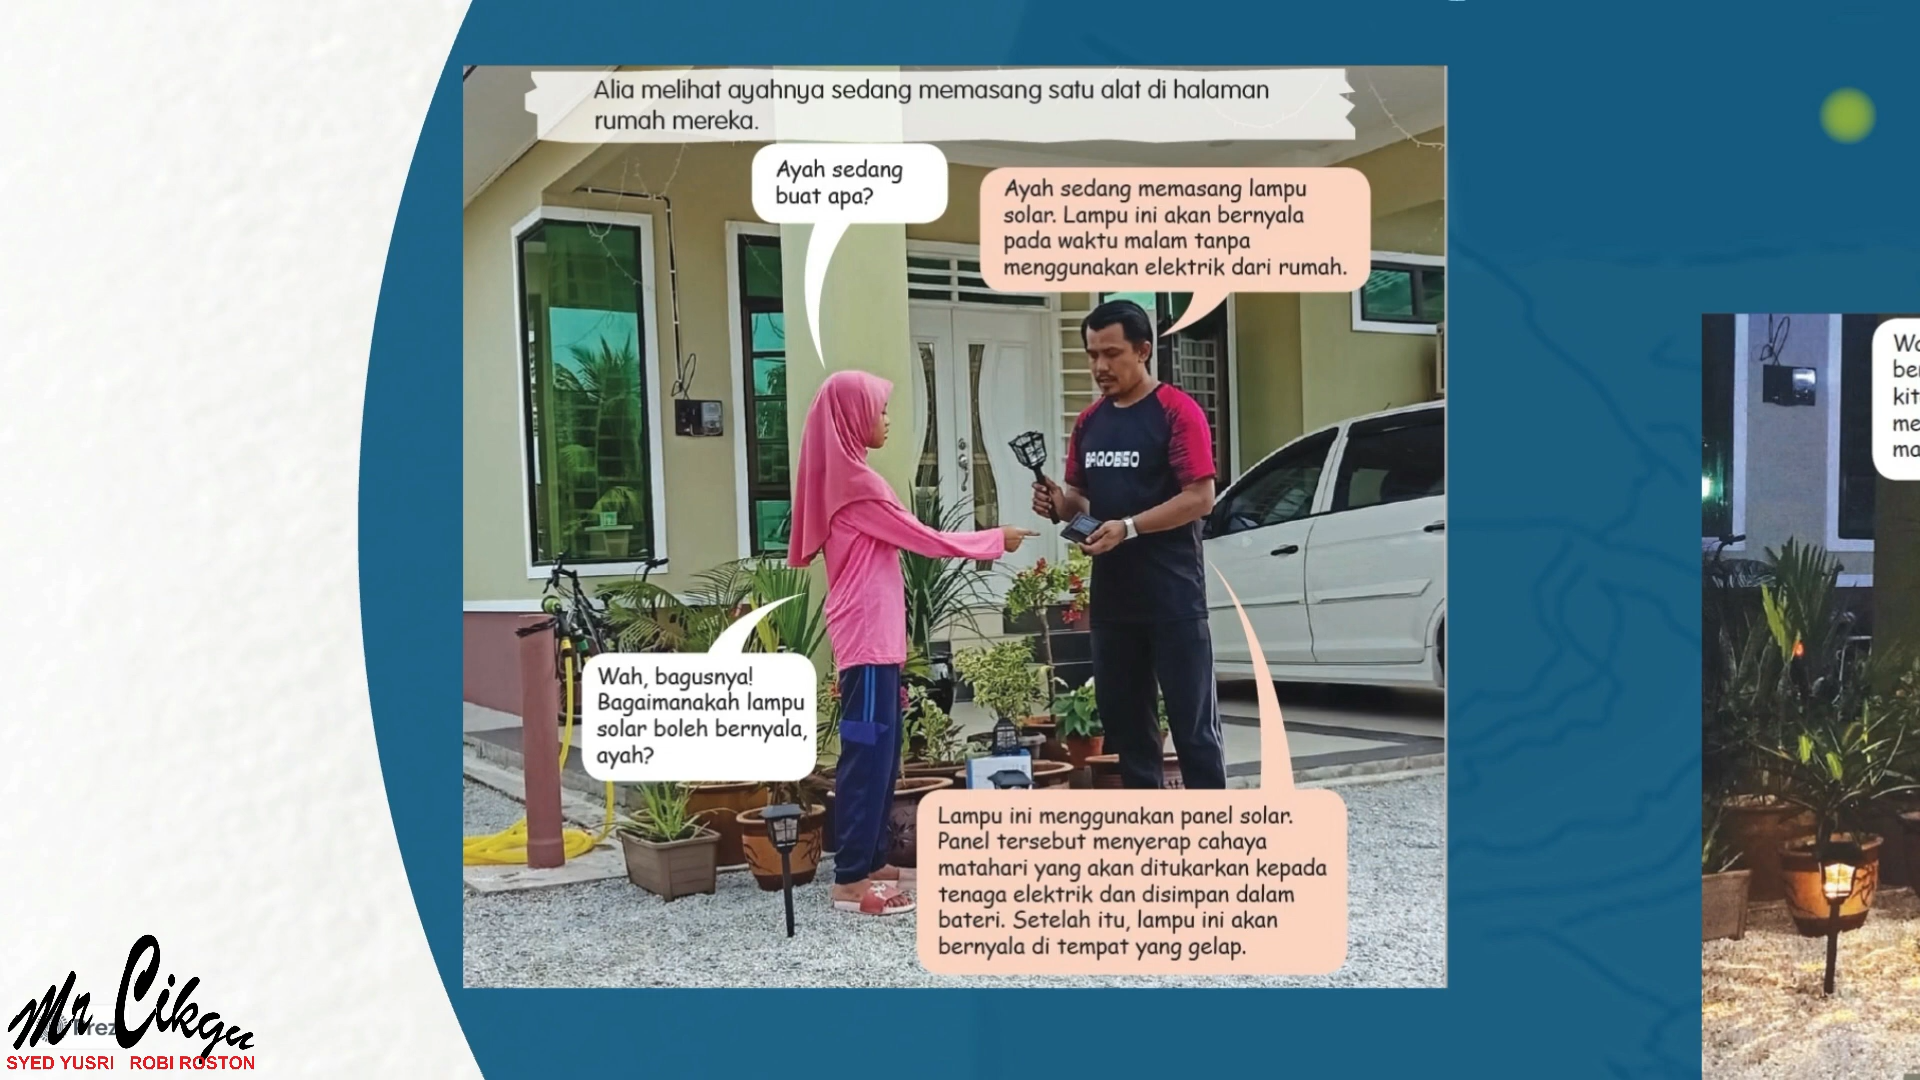 Alia melihat ayahnya sedang memasang satu alat di halaman
rumah mereka.
Ayah sedang
buat apa?
Ayah sedang memasang lampu
solar. Lampu ini akan bernyala
pada waktu malam tanpa
menggunakan elektrik dari rumah.
BAQOBSO
Wah, bagusnya!
Bagaimanakah lampu
solar boleh bernyala,
ayah?
Lampu ini menggunakan panel solar.
Panel tersebut menyerap cahaya
matahari yang akan ditukarkan kepada
tenaga elektrik dan disimpan dalam
bateri. Setelah itu, lampu ini akan
bernyala di tempat yang gelap.
Mr Cikgu
SYED YUSRI ROBI ROSTON